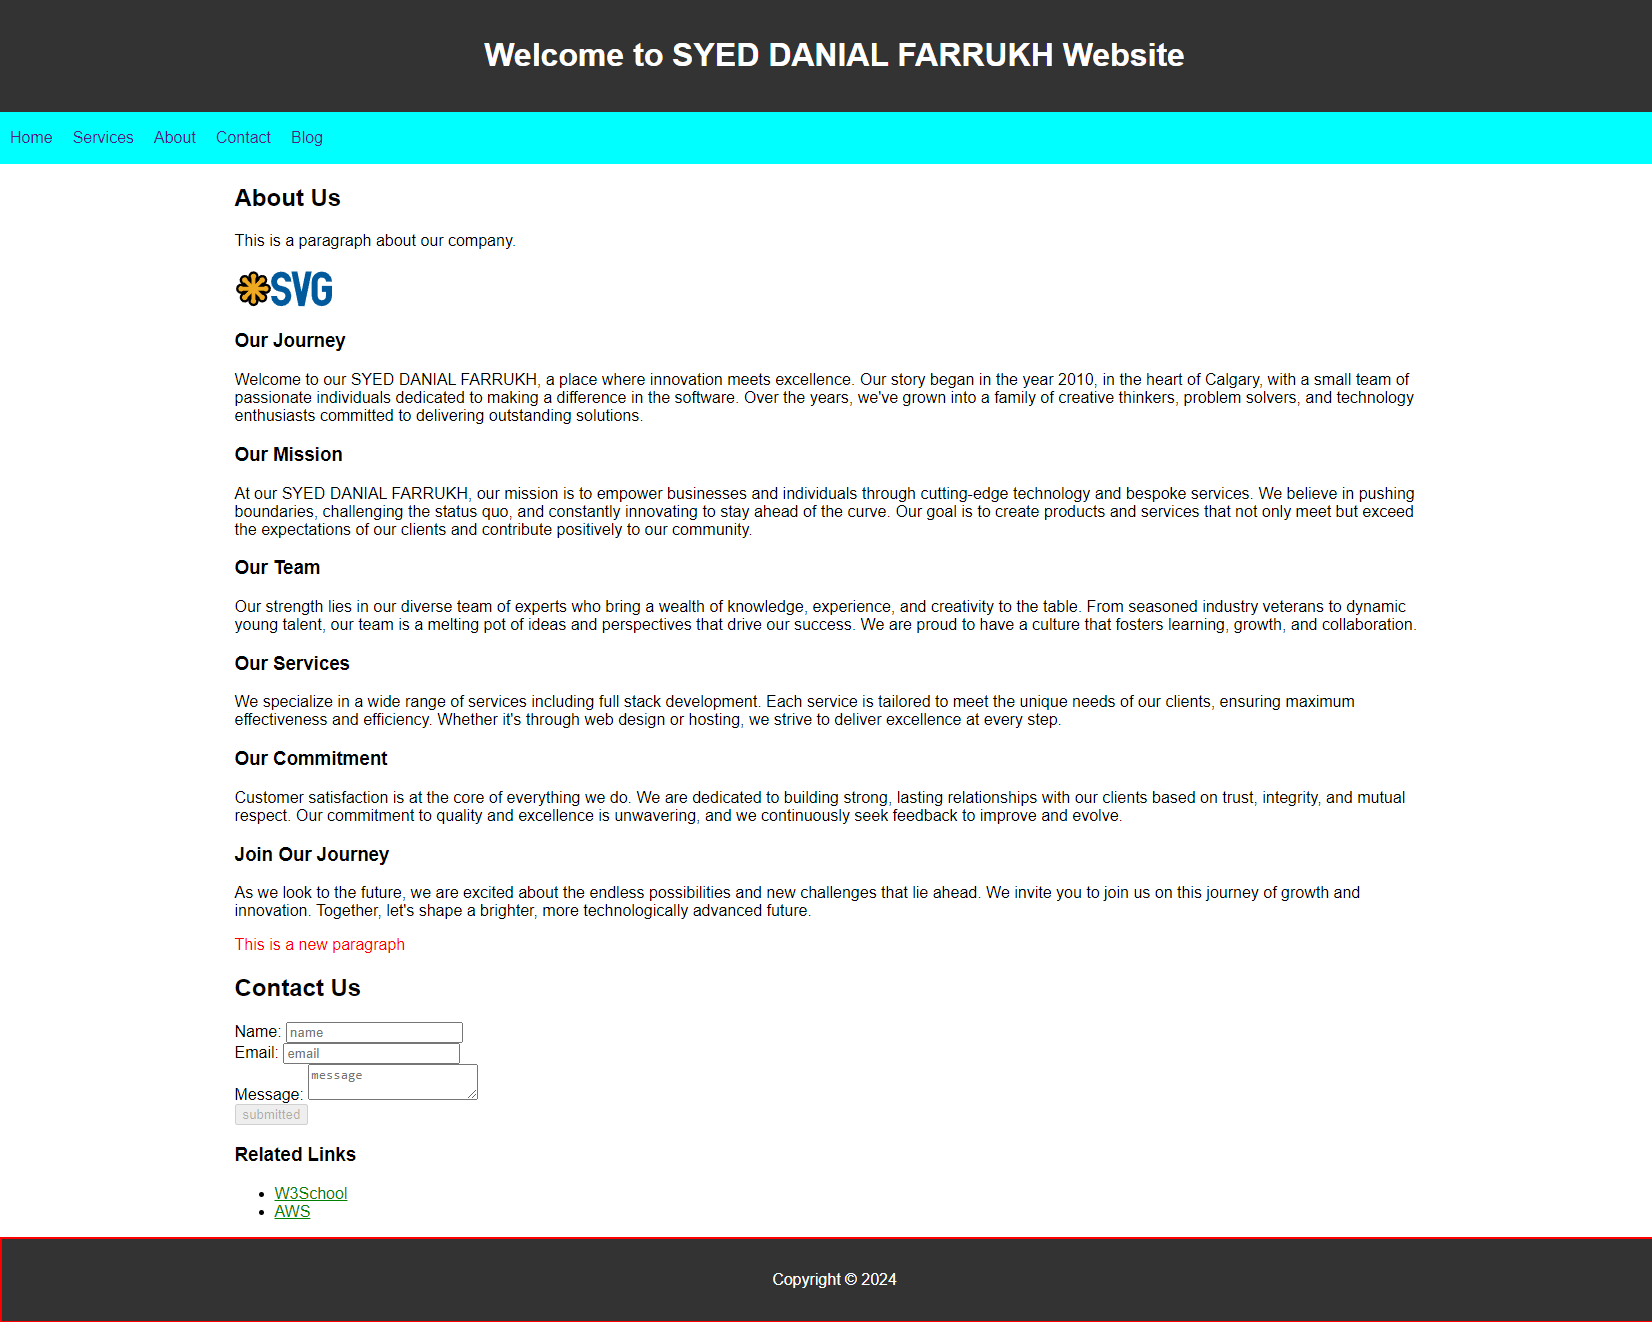 Welcome to SYED DANIAL FARRUKH Website
Home Services About Contact Blog
About Us
This is a paragraph about our company.
SVG
Our Journey
Welcome to our SYED DANIAL FARRUKH, a place where innovation meets excellence. Our story began in the year 2010, in the heart of Calgary, with a small team of
passionate individuals dedicated to making a difference in the software. Over the years, we've grown into a family of creative thinkers, problem solvers, and technology
enthusiasts committed to delivering outstanding solutions.
Our Mission
At our SYED DANIAL FARRUKH, our mission is to empower businesses and individuals through cutting-edge technology and bespoke services. We believe in pushing
boundaries, challenging the status quo, and constantly innovating to stay ahead of the curve. Our goal is to create products and services that not only meet but exceed
the expectations of our clients and contribute positively to our community.
Our Team
Our strength lies in our diverse team of experts who bring a wealth of knowledge, experience, and creativity to the table. From seasoned industry veterans to dynamic
young talent, our team is a melting pot of ideas and perspectives that drive our success. We are proud to have a culture that fosters learning, growth, and collaboration.
Our Services
We specialize in a wide range of services including full stack development. Each service is tailored to meet the unique needs of our clients, ensuring maximum
effectiveness and efficiency. Whether it's through web design or hosting, we strive to deliver excellence at every step.
Our Commitment
Customer satisfaction is at the core of everything we do. We are dedicated to building strong, lasting relationships with our clients based on trust, integrity, and mutual
respect. Our commitment to quality and excellence is unwavering, and we continuously seek feedback to improve and evolve.
Join Our Journey
As we look to the future, we are excited about the endless possibilities and new challenges that lie ahead. We invite you to join us on this journey of growth and
innovation. Together, let's shape a brighter, more technologically advanced future.
This is a new paragraph
Contact Us
Name: name
Email: email
Message: message
submitted
Related Links
W3School
AWS
Copyright © 2024